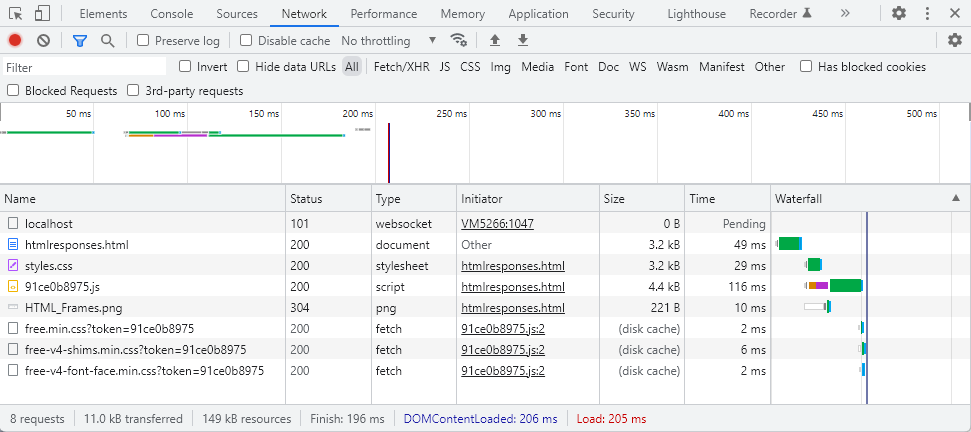 Elements Console Sources Network Performance Memory Application Security Lighthouse Recorder
Preserve log Disable cache No throttling
Filter Invert Hide data URLs All Fetch/XHR JS CSS Img Media Font Doc WS Wasm Manifest Other Has blocked cookies
Blocked Requests 3rd-party requests
50 ms 100 ms 150 ms 200 ms 250 ms 300 ms 350 ms 400 ms 450 ms 500 ms
Name Status Type Initiator Size Time Waterfall
localhost 101 websocket VM5266:1047 0 B Pending
htmlresponses.html 200 document Other 3.2 kB 49 ms
styles.css 200 stylesheet htmlresponses.html 3.2 kB 29 ms
91ce0b8975.js 200 script htmlresponses.html 4.4 kB 116 ms
HTML_Frames.png 304 png htmlresponses.html 221 B 10 ms
free.min.css?token=91ce0b8975 200 fetch 91ce0b8975.js:2 (disk cache) 2 ms
free-v4-shims.min.css?token=91ce0b8975 200 fetch 91ce0b8975.js:2 (disk cache) 6 ms
free-v4-font-face.min.css?token=91ce0b8975 200 fetch 91ce0b8975.js:2 (disk cache) 2 ms
8 requests 11.0 kB transferred 149 kB resources Finish: 196 ms DOMContentLoaded: 206 ms Load: 205 ms